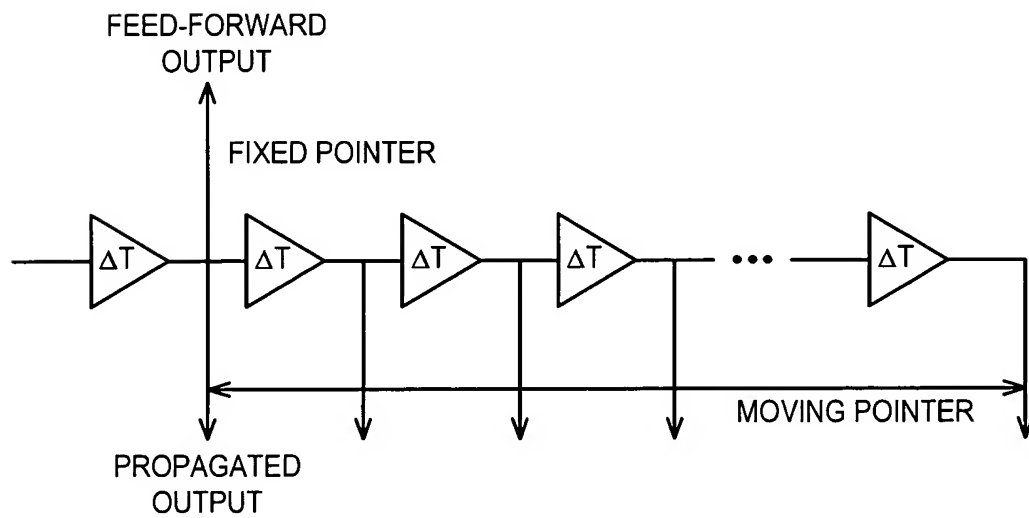 FEED-FORWARD
OUTPUT
FIXED POINTER
ΔT
ΔT
ΔT
ΔT
ΔT
MOVING POINTER
PROPAGATED
OUTPUT